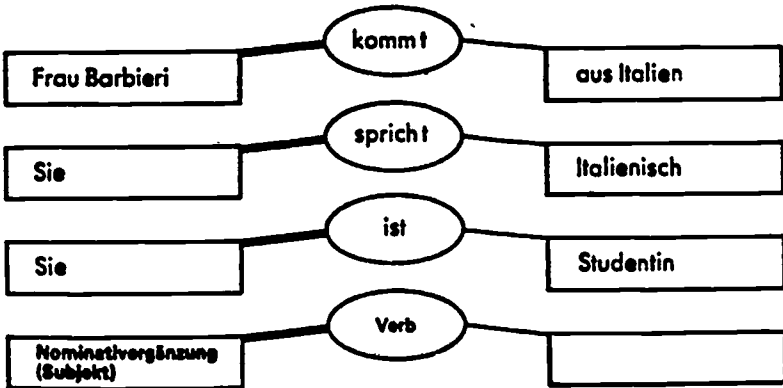 Frau Barbieri kommt aus Italien
Sie spricht Italienisch
Sie ist Studentin
Nominativergänzung Verb
(Subjekt)